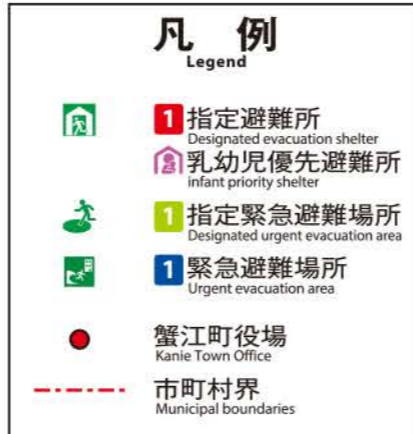 凡 例
Legend
1 指定避難所
Designated evacuation shelter
乳幼児優先避難所
infant priority shelter
1 指定緊急避難場所
Designated urgent evacuation area
1 緊急避難場所
Urgent evacuation area
蟹江町役場
Kanie Town Office
市町村界
Municipal boundaries